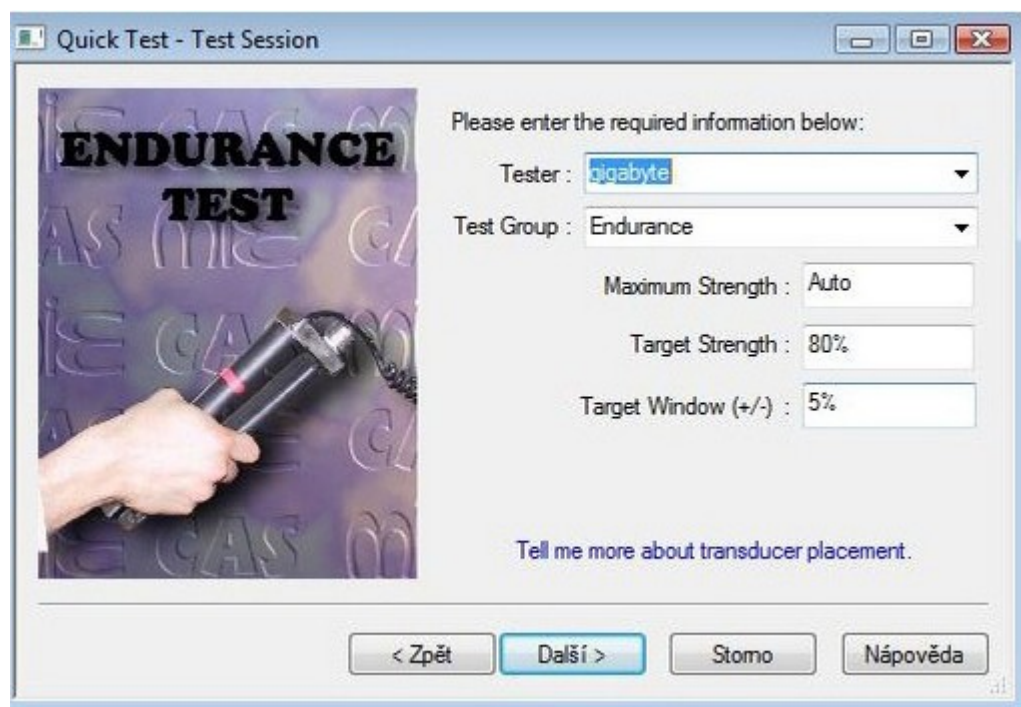 Quick Test - Test Session
ENDURANCE
TEST
Please enter the required information below:
Tester : gigabyte
Test Group : Endurance
Maximum Strength : Auto
Target Strength : 80%
Target Window (+/-) : 5%
Tell me more about transducer placement.
< Zpět
Další >
Storno
Nápověda